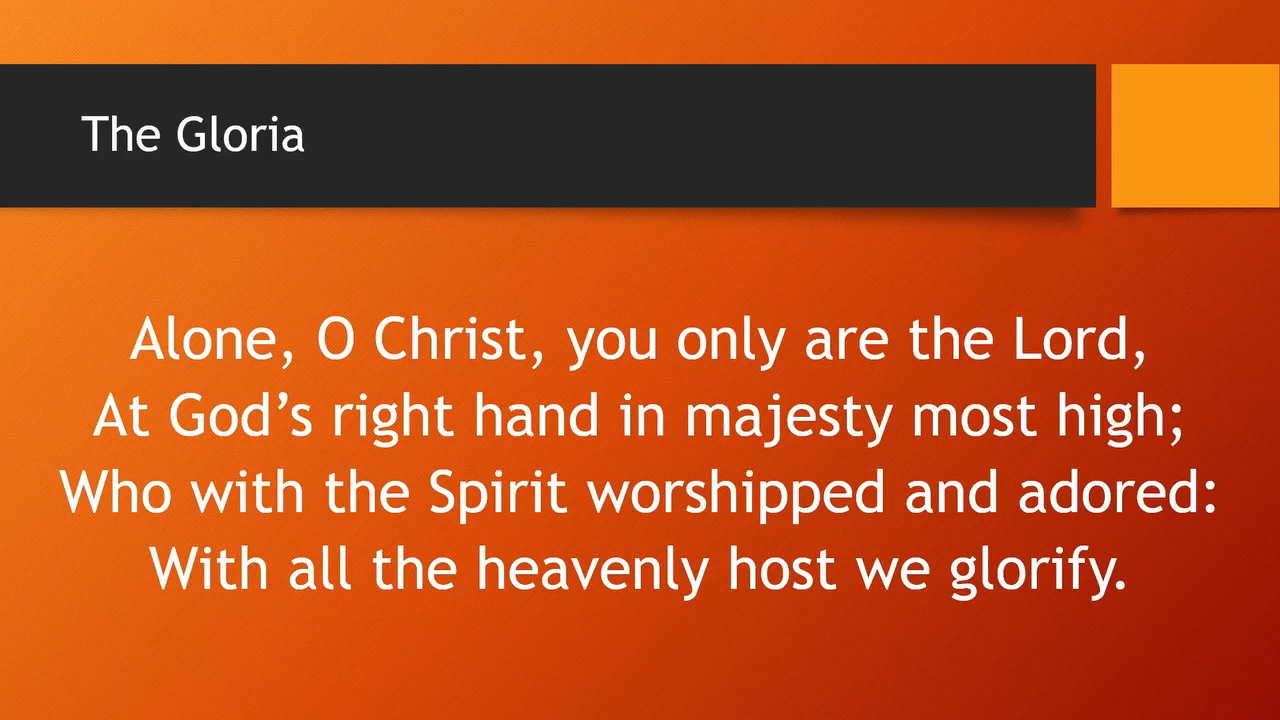 The Gloria
Alone, O Christ, you only are the Lord,
At God’s right hand in majesty most high;
Who with the Spirit worshipped and adored:
With all the heavenly host we glorify.